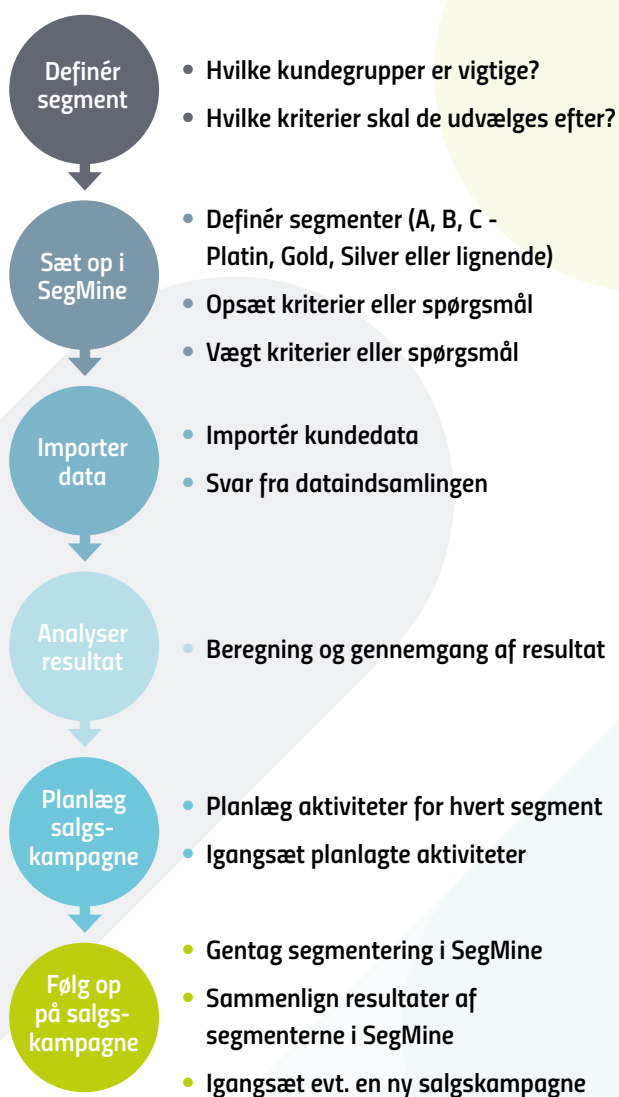 Definér
segment
• Hvilke kundegrupper er vigtige?
• Hvilke kriterier skal de udvælges efter?
Sæt op i
SegMine
• Definér segmenter (A, B, C -
Platin, Gold, Silver eller lignende)
• Opsæt kriterier eller spørgsmål
• Vægt kriterier eller spørgsmål
Importer
data
• Importér kundedata
• Svar fra dataindsamlingen
Analyser
resultat
• Beregning og gennemgang af resultat
Planlæg
salgs-
kampagne
• Planlæg aktiviteter for hvert segment
• Igangsæt planlagte aktiviteter
Følg op
på salgs-
kampagne
• Gentag segmentering i SegMine
• Sammenlign resultater af
segmenterne i SegMine
• Igangsæt evt. en ny salgskampagne